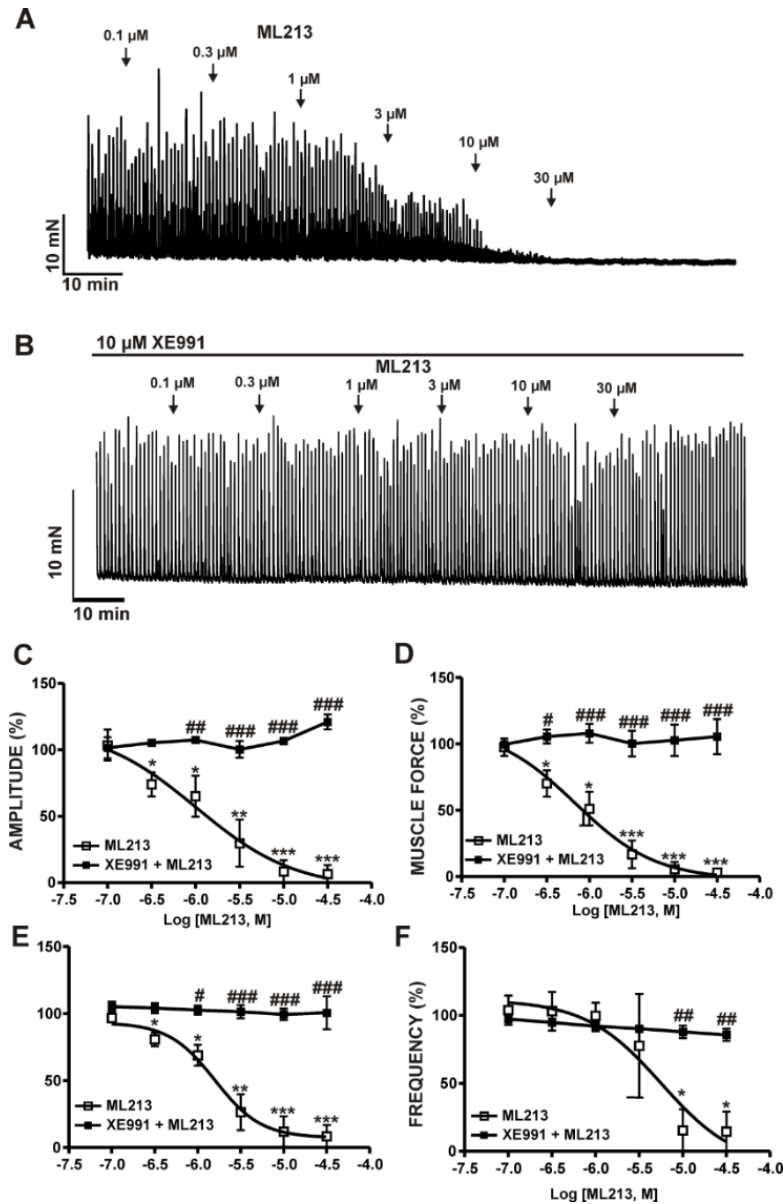 A
ML213
0.1 µM
0.3 µM
1 µM
3 µM
10 µM
30 µM
10 mN
10 min
B
10 µM XE991
ML213
0.1 µM
0.3 µM
1 µM
3 µM
10 µM
30 µM
10 mN
10 min
C
AMPLITUDE (%)
150
100
50
0
## ### ### ###
* * ** *** ***
ML213
XE991 + ML213
-7.5 -7.0 -6.5 -6.0 -5.5 -5.0 -4.5 -4.0
Log [ML213, M]
D
MUSCLE FORCE (%)
150
100
50
0
# ### ### ### ###
* * *** *** ***
ML213
XE991 + ML213
-7.5 -7.0 -6.5 -6.0 -5.5 -5.0 -4.5 -4.0
Log [ML213, M]
E
150
100
50
0
# ### ### ###
* * ** *** ***
ML213
XE991 + ML213
-7.5 -7.0 -6.5 -6.0 -5.5 -5.0 -4.5 -4.0
F
FREQUENCY (%)
150
100
50
0
## ##
* *
ML213
XE991 + ML213
-7.5 -7.0 -6.5 -6.0 -5.5 -5.0 -4.5 -4.0
Log [ML213, M]